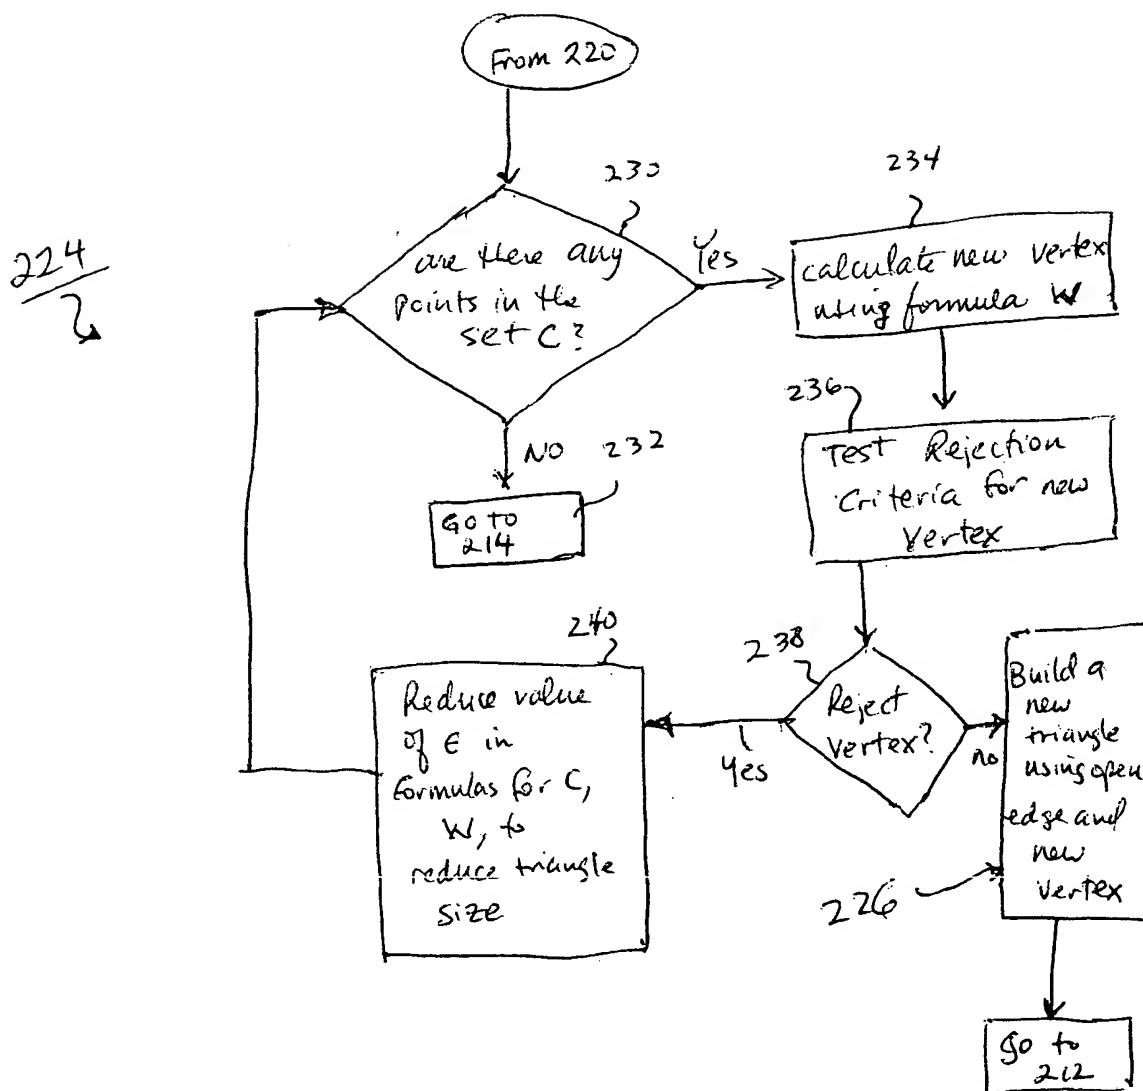 From 220
224
230
are there any
points in the
set C?
Yes
234
calculate new vertex
using formula W
236
Test Rejection
Criteria for new
Vertex
NO
232
Go to
214
238
Reject
Vertex?
Yes
no
240
Reduce value
of ϵ in
formulas for C,
W, to
reduce triangle
size
Build a
new
triangle
using open
edge and
new
vertex
226
Go to
212